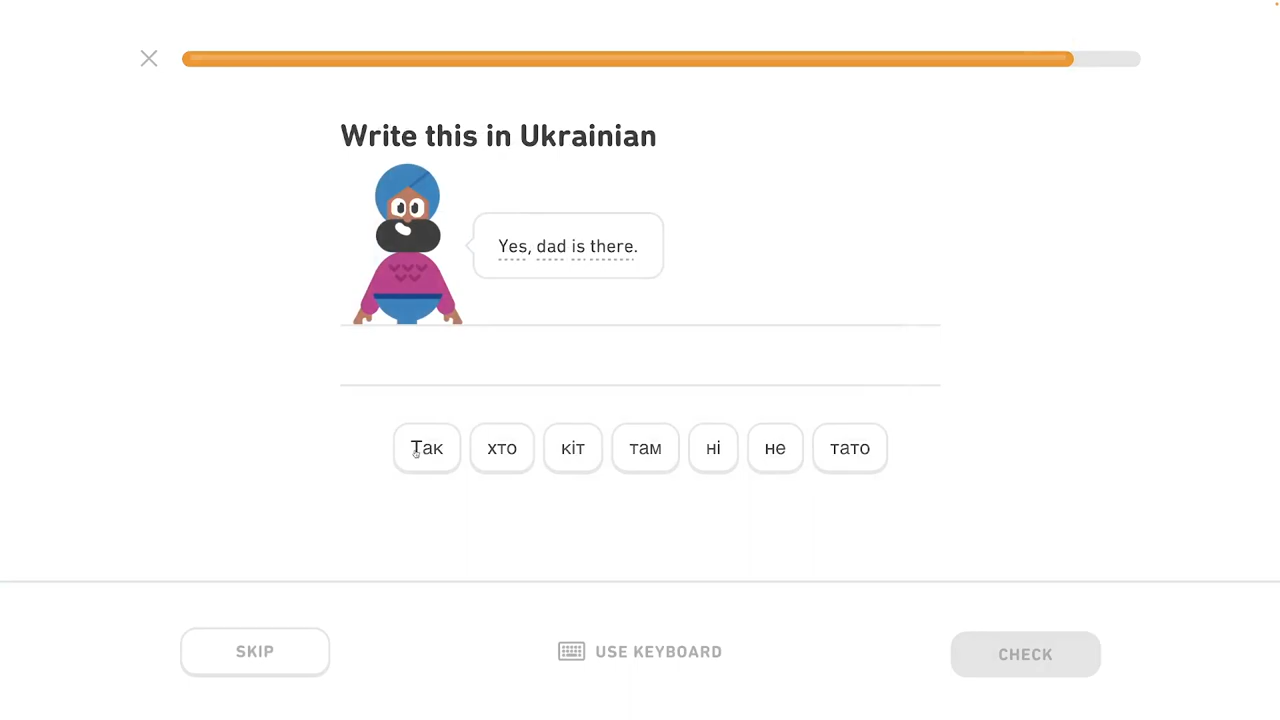 Write this in Ukrainian
Yes, dad is there.
Так хто кіт там ні не тато
SKIP USE KEYBOARD CHECK